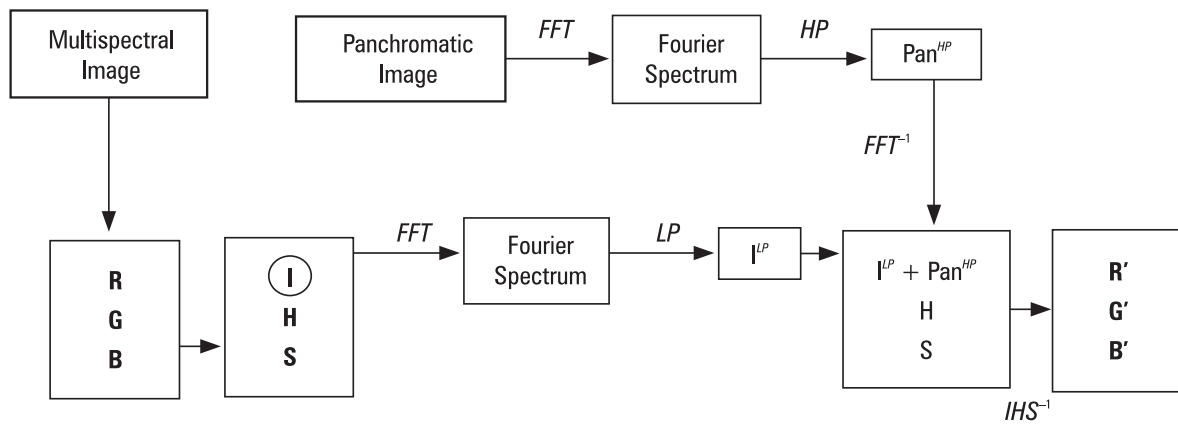 Multispectral
Image
Panchromatic
Image
FFT
Fourier
Spectrum
HP
Pan^HP
FFT⁻¹
R
G
B
I
H
S
FFT
Fourier
Spectrum
LP
I^LP
I^LP + Pan^HP
H
S
R′
G′
B′
IHS⁻¹